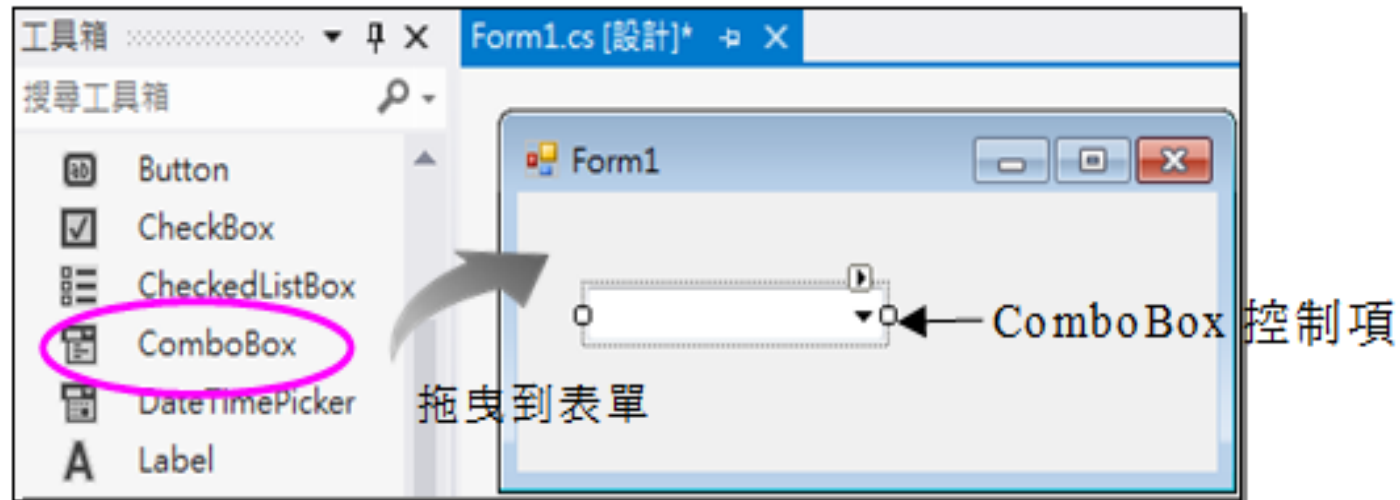 工具箱
Form1.cs [設計]*
搜尋工具箱
Form1
Button
CheckBox
CheckedListBox
ComboBox
DateTimePicker
Label
ComboBox 控制項
拖曳到表單